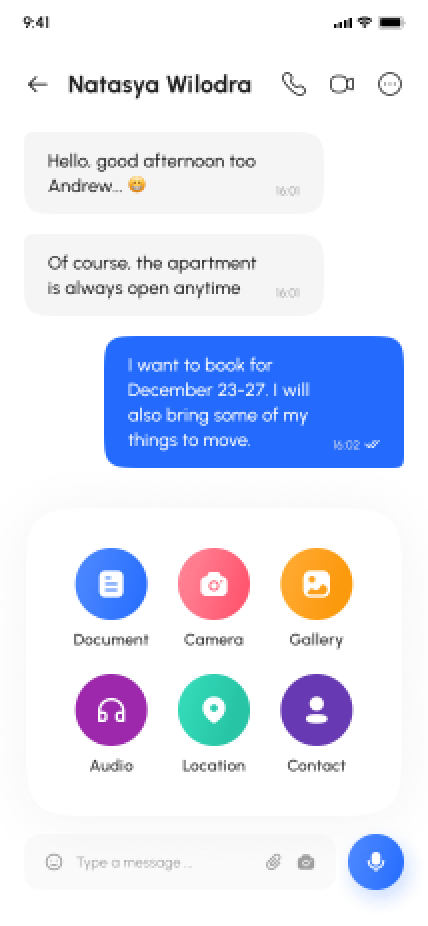 9:41
Natasya Wilodra
Hello, good afternoon too
Andrew... 😁
16:01
Of course, the apartment
is always open anytime
16:01
I want to book for
December 23-27. I will
also bring some of my
things to move.
16:02
Document Camera Gallery
Audio Location Contact
Type a message ...